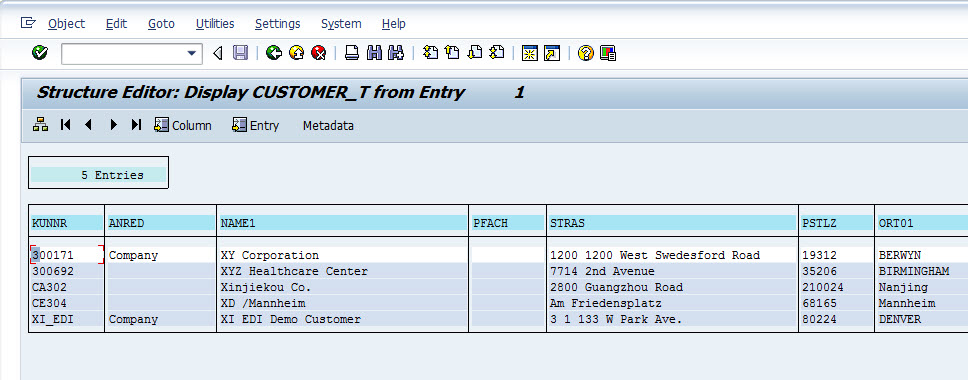 Object Edit Goto Utilities Settings System Help
Structure Editor: Display CUSTOMER_T from Entry 1
Column Entry Metadata
5 Entries
KUNNR ANRED NAME1 PFACH STRAS PSTLZ ORT01
300171 Company XY Corporation 1200 1200 West Swedesford Road 19312 BERWYN
300692 XYZ Healthcare Center 7714 2nd Avenue 35206 BIRMINGHAM
CA302 Xinjiekou Co. 2800 Guangzhou Road 210024 Nanjing
CE304 XD /Mannheim Am Friedensplatz 68165 Mannheim
XI_EDI Company XI EDI Demo Customer 3 1 133 W Park Ave. 80224 DENVER